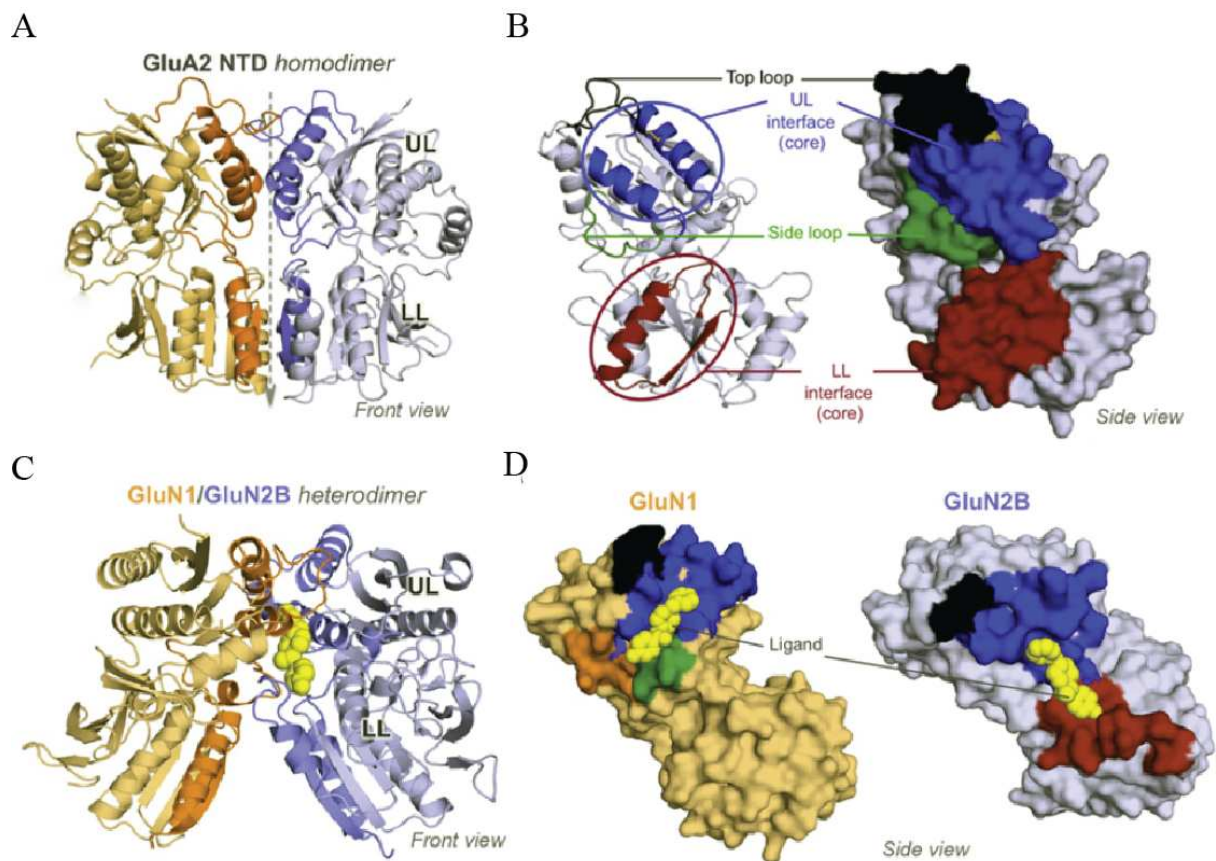 A
GluA2 NTD homodimer
UL
LL
Front view
B
Top loop
UL
interface
(core)
Side loop
LL
interface
(core)
Side view
C
GluN1/GluN2B heterodimer
UL
LL
Front view
D
GluN1
GluN2B
Ligand
Side view